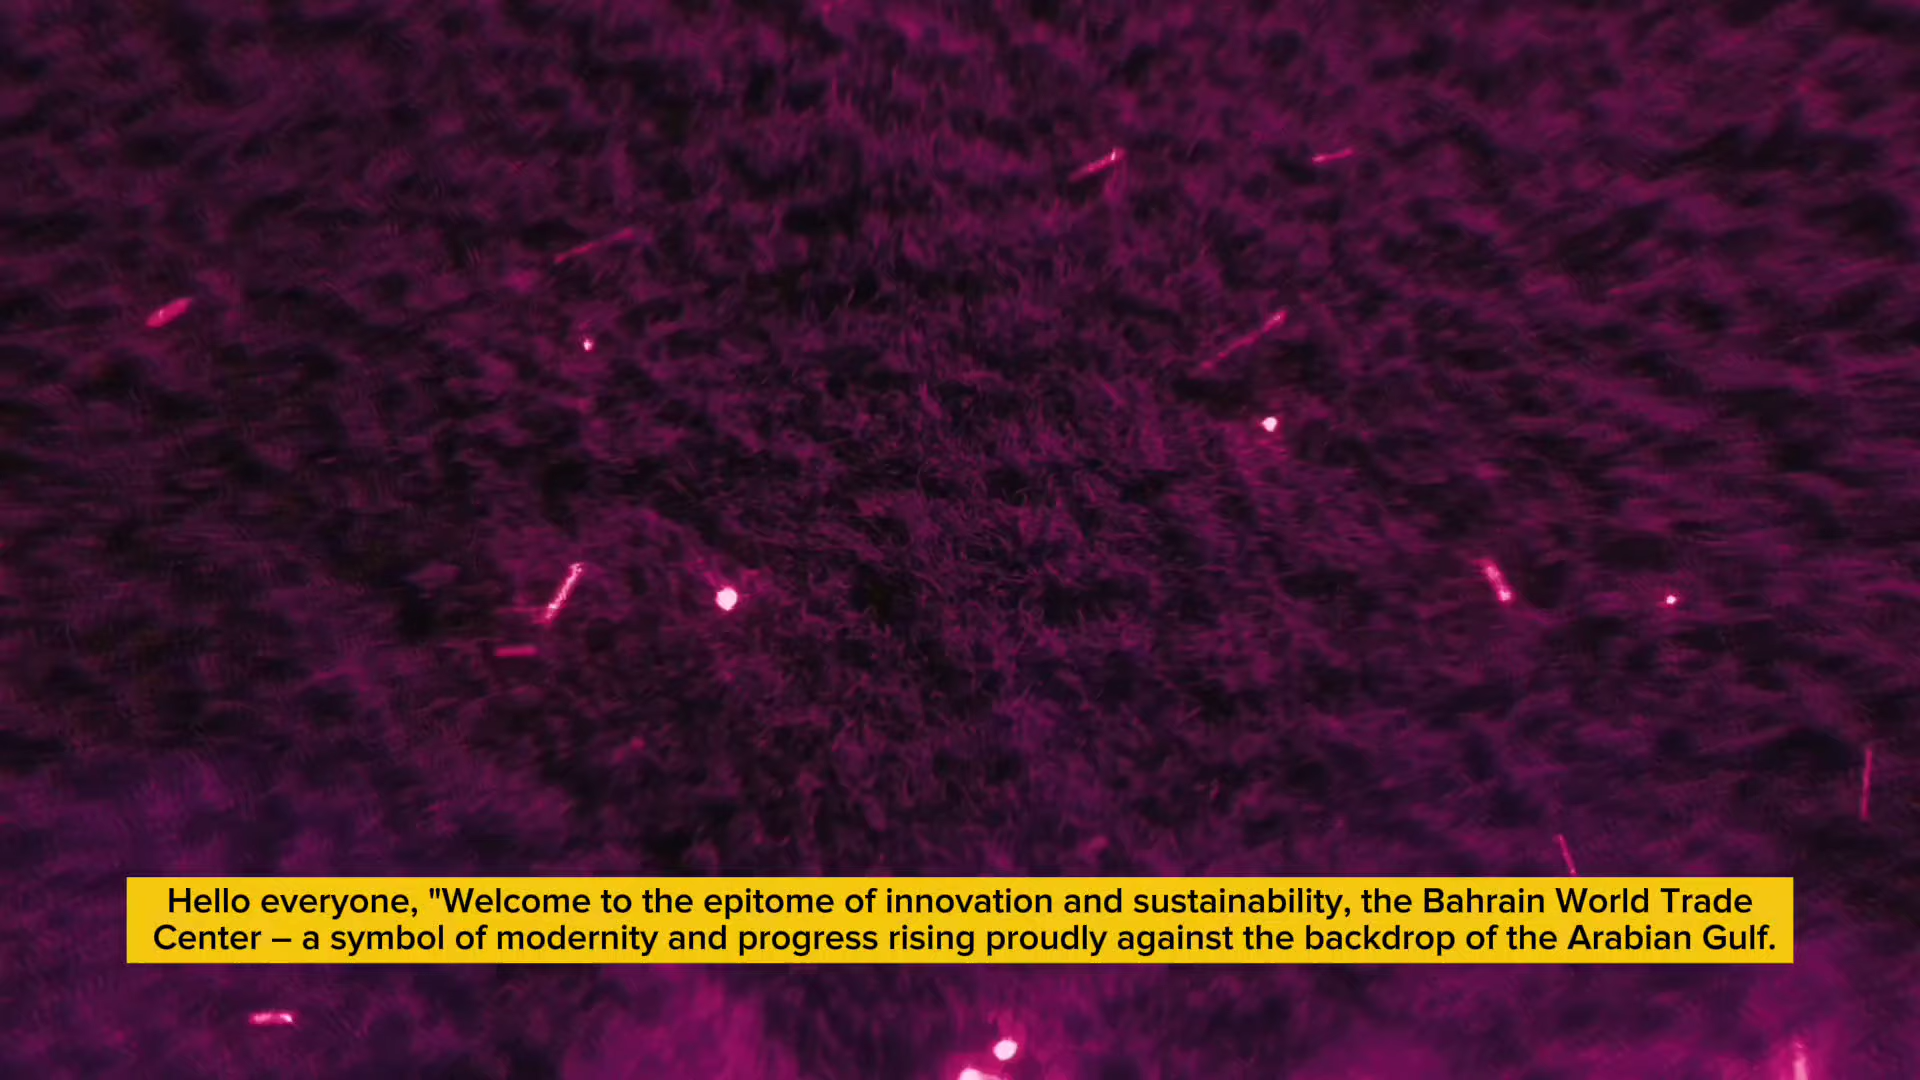 Hello everyone, "Welcome to the epitome of innovation and sustainability, the Bahrain World Trade
Center – a symbol of modernity and progress rising proudly against the backdrop of the Arabian Gulf.